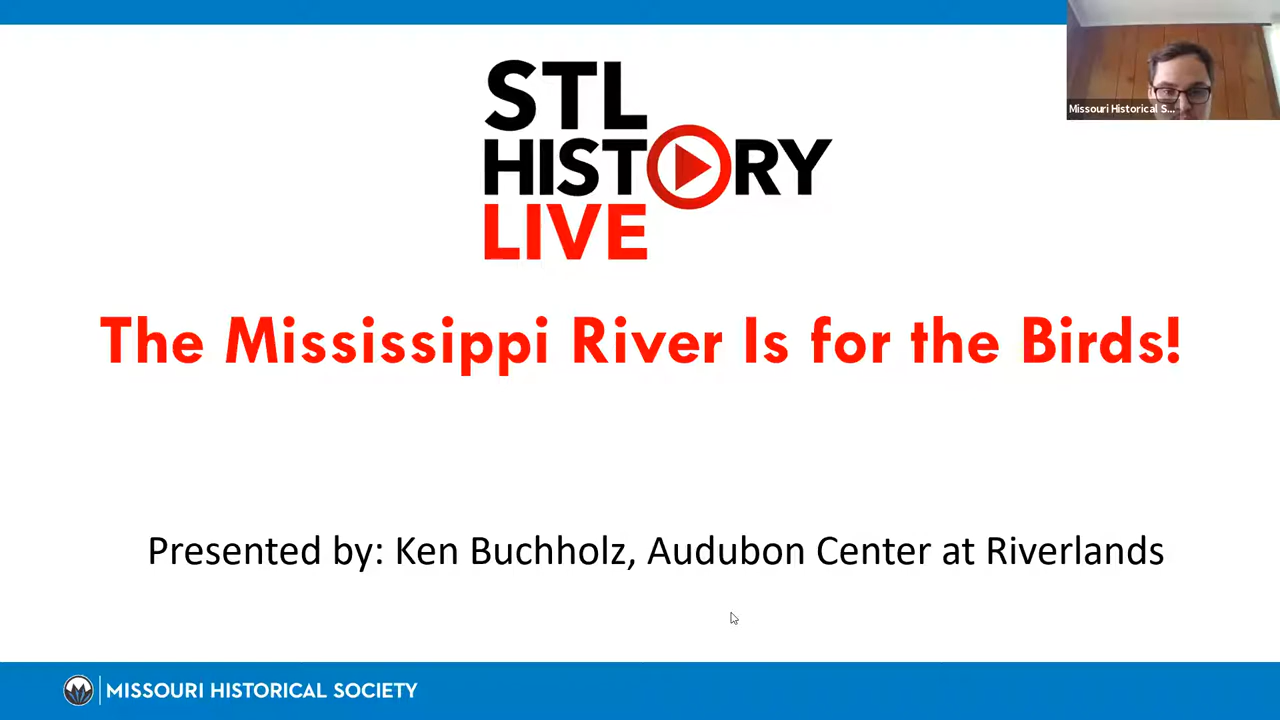 STL
HISTORY
LIVE
Missouri Historical S...
The Mississippi River Is for the Birds!
Presented by: Ken Buchholz, Audubon Center at Riverlands
MISSOURI HISTORICAL SOCIETY